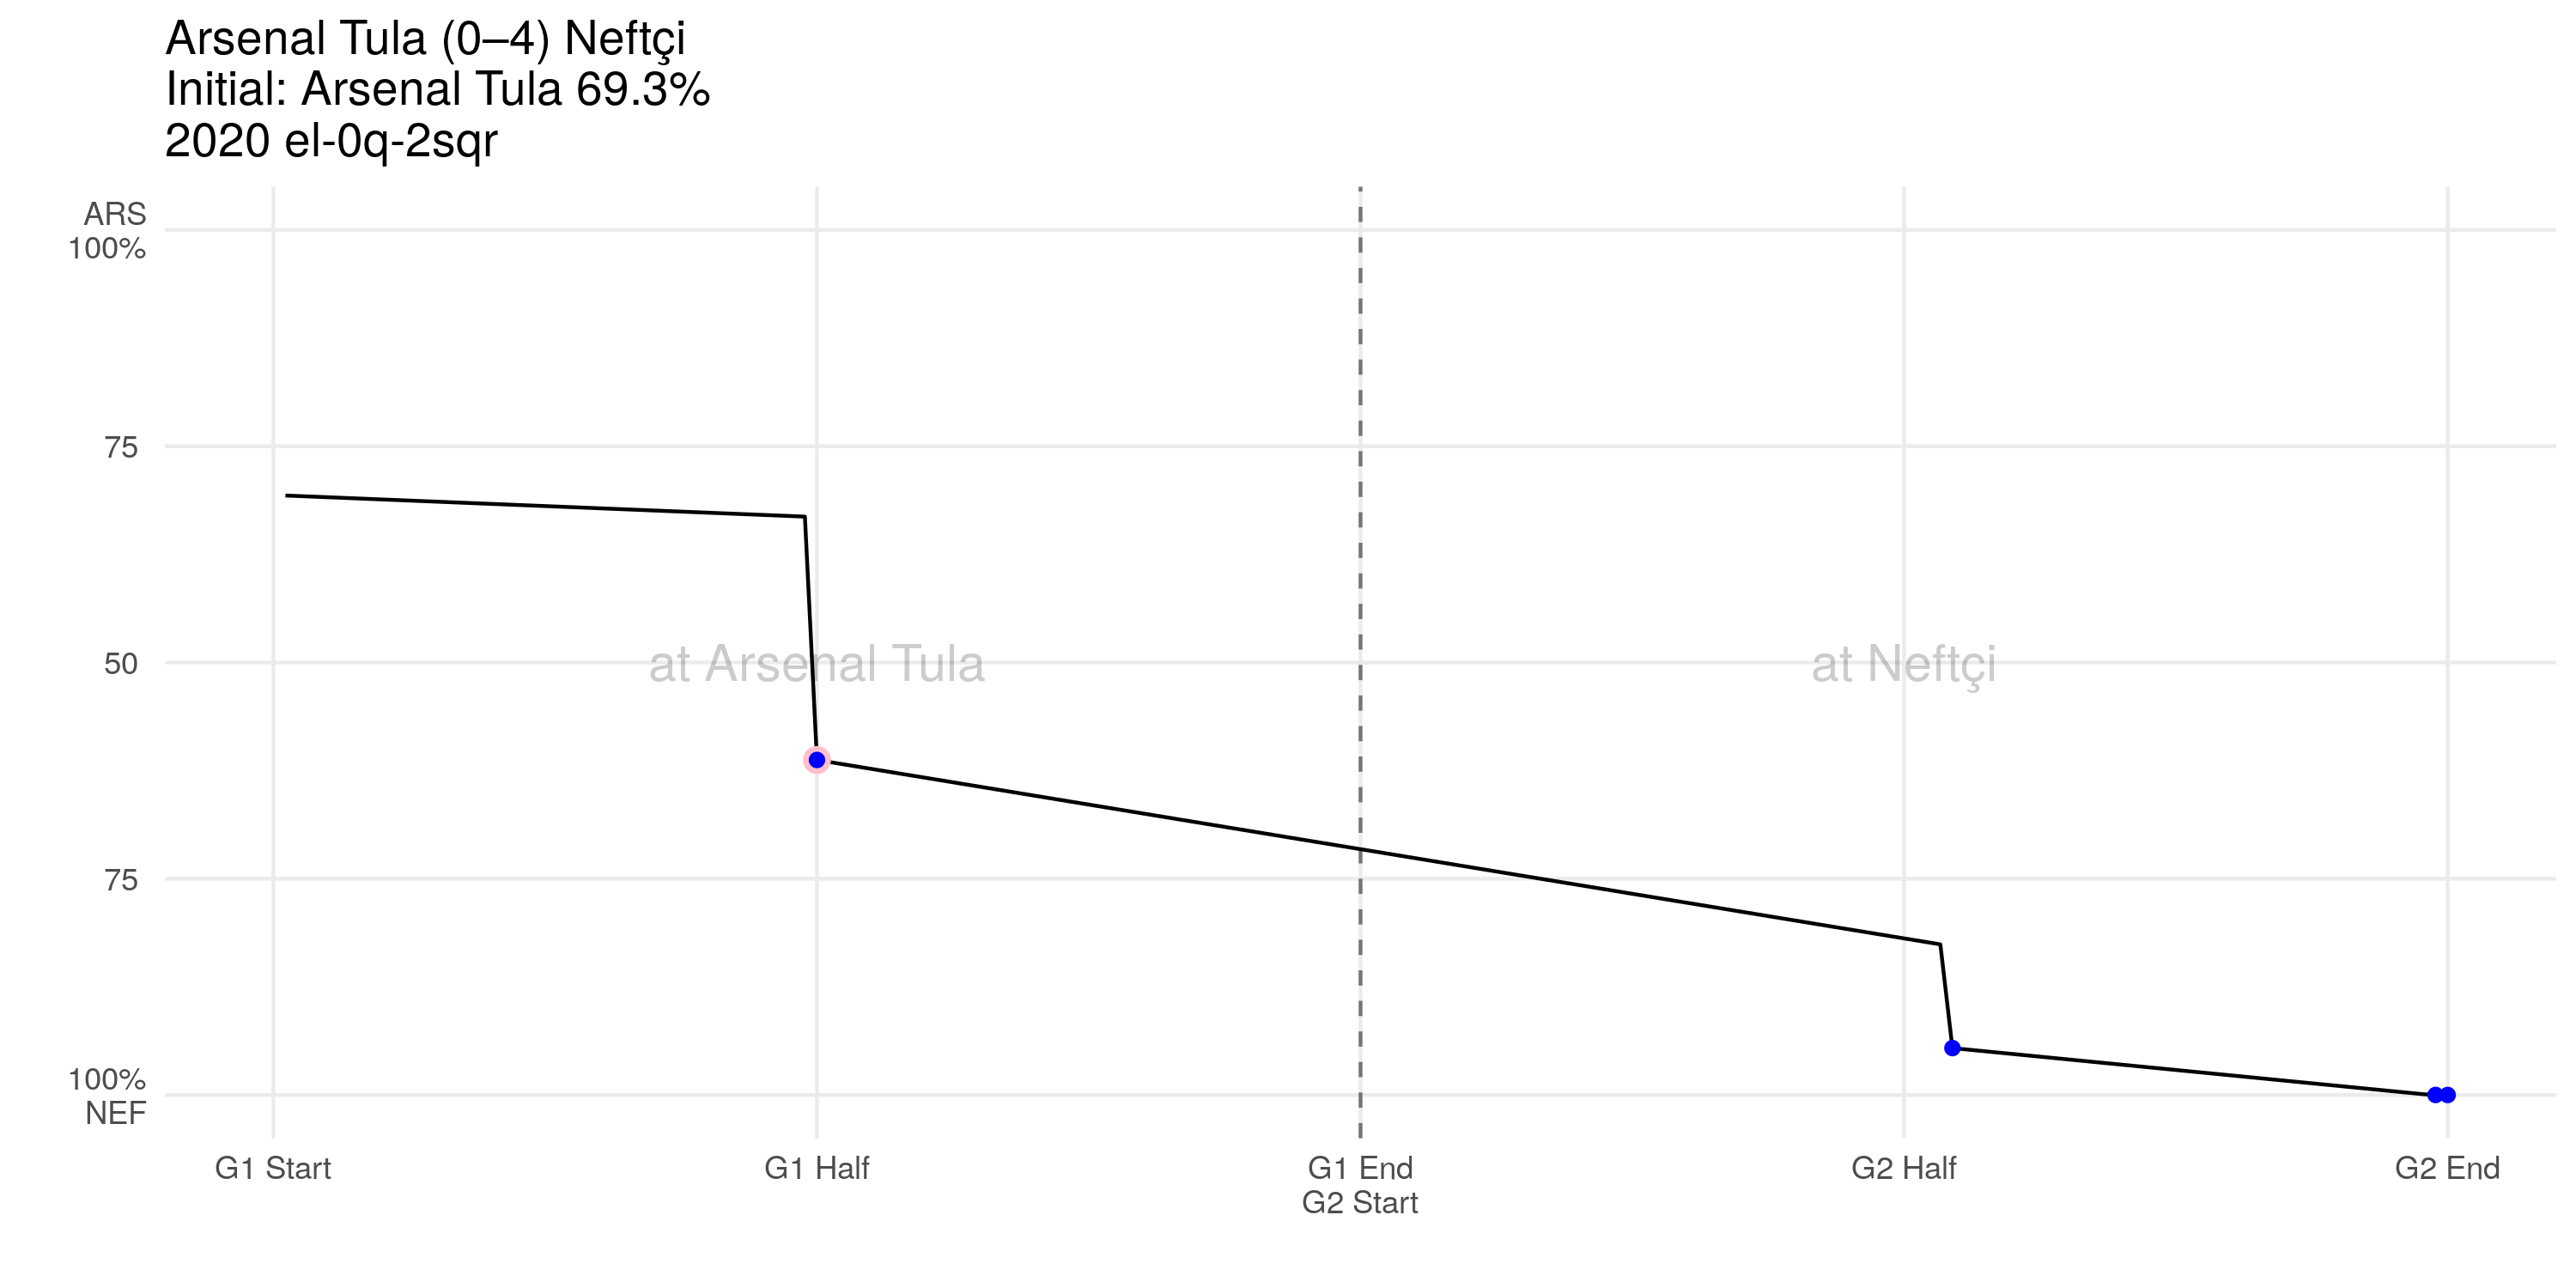 Arsenal Tula (0–4) Neftçi
Initial: Arsenal Tula 69.3%
2020 el-0q-2sqr
ARS
100%
75
50
75
100%
NEF
at Arsenal Tula
at Neftçi
G1 Start
G1 Half
G1 End
G2 Start
G2 Half
G2 End